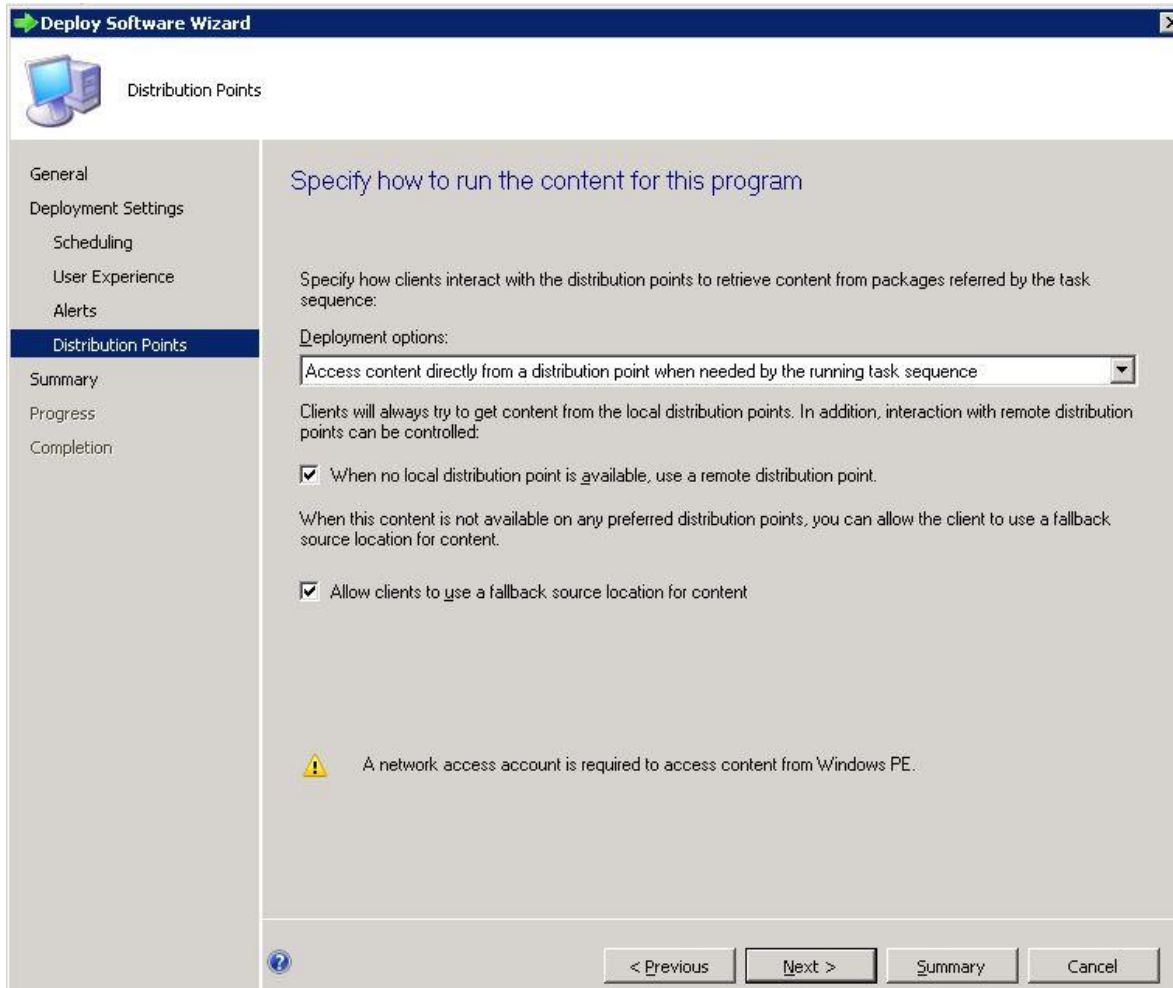 Deploy Software Wizard
Distribution Points
General
Deployment Settings
Scheduling
User Experience
Alerts
Distribution Points
Summary
Progress
Completion
Specify how to run the content for this program
Specify how clients interact with the distribution points to retrieve content from packages referred by the task
sequence:
Deployment options:
Access content directly from a distribution point when needed by the running task sequence
Clients will always try to get content from the local distribution points. In addition, interaction with remote distribution
points can be controlled:
When no local distribution point is available, use a remote distribution point.
When this content is not available on any preferred distribution points, you can allow the client to use a fallback
source location for content.
Allow clients to use a fallback source location for content
A network access account is required to access content from Windows PE.
< Previous
Next >
Summary
Cancel